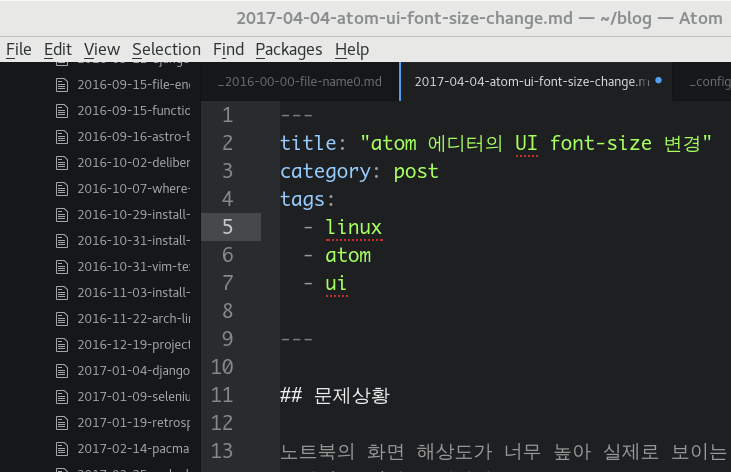 2017-04-04-atom-ui-font-size-change.md — ~/blog — Atom
File Edit View Selection Find Packages Help
2016-09-15-file-en
2016-09-15-functio
2016-09-16-astro-b
2016-10-02-deliber
2016-10-07-where-
2016-10-29-install-
2016-10-31-install-
2016-10-31-vim-te
2016-11-03-install-
2016-11-22-arch-li
2016-12-19-project
2017-01-04-django
2017-01-09-seleniu
2017-01-19-retrosp
2017-02-14-pacma
_2016-00-00-file-name0.md 2017-04-04-atom-ui-font-size-change.m _config
1 ---
2 title: "atom 에디터의 UI font-size 변경"
3 category: post
4 tags:
5 - linux
6 - atom
7 - ui
8
9 ---
10
11 ## 문제상황
12
13 노트북의 화면 해상도가 너무 높아 실제로 보이는